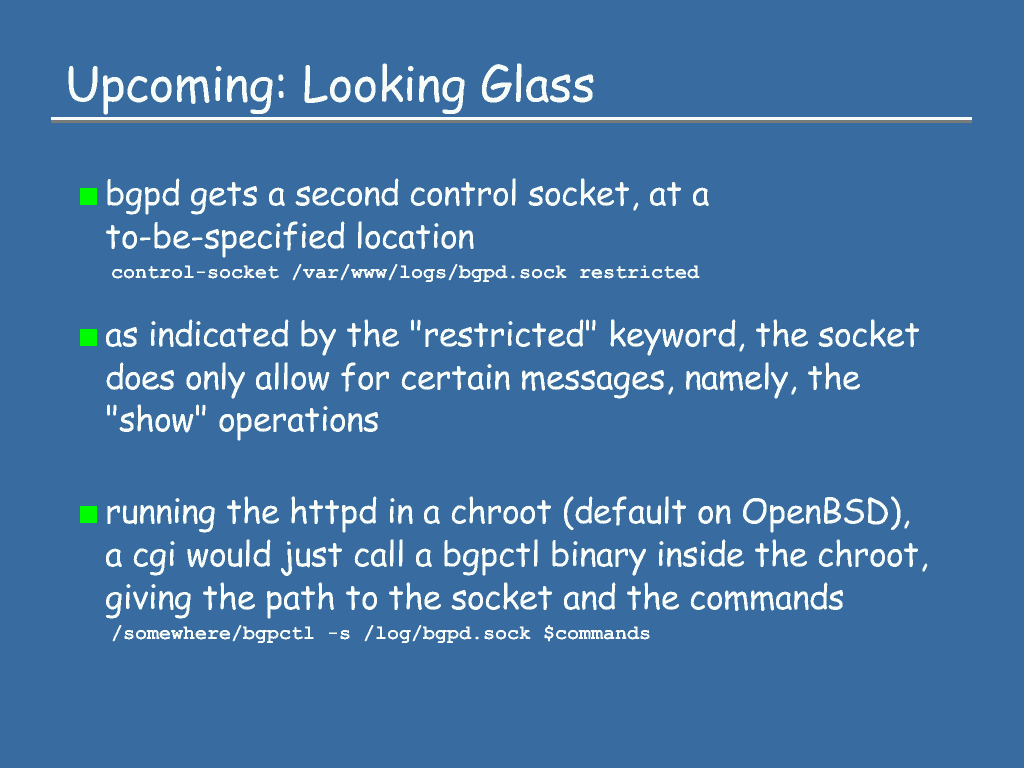 Upcoming: Looking Glass
bgpd gets a second control socket, at a
to-be-specified location
control-socket /var/www/logs/bgpd.sock restricted
as indicated by the "restricted" keyword, the socket
does only allow for certain messages, namely, the
"show" operations
running the httpd in a chroot (default on OpenBSD),
a cgi would just call a bgpctl binary inside the chroot,
giving the path to the socket and the commands
/somewhere/bgpctl -s /log/bgpd.sock $commands